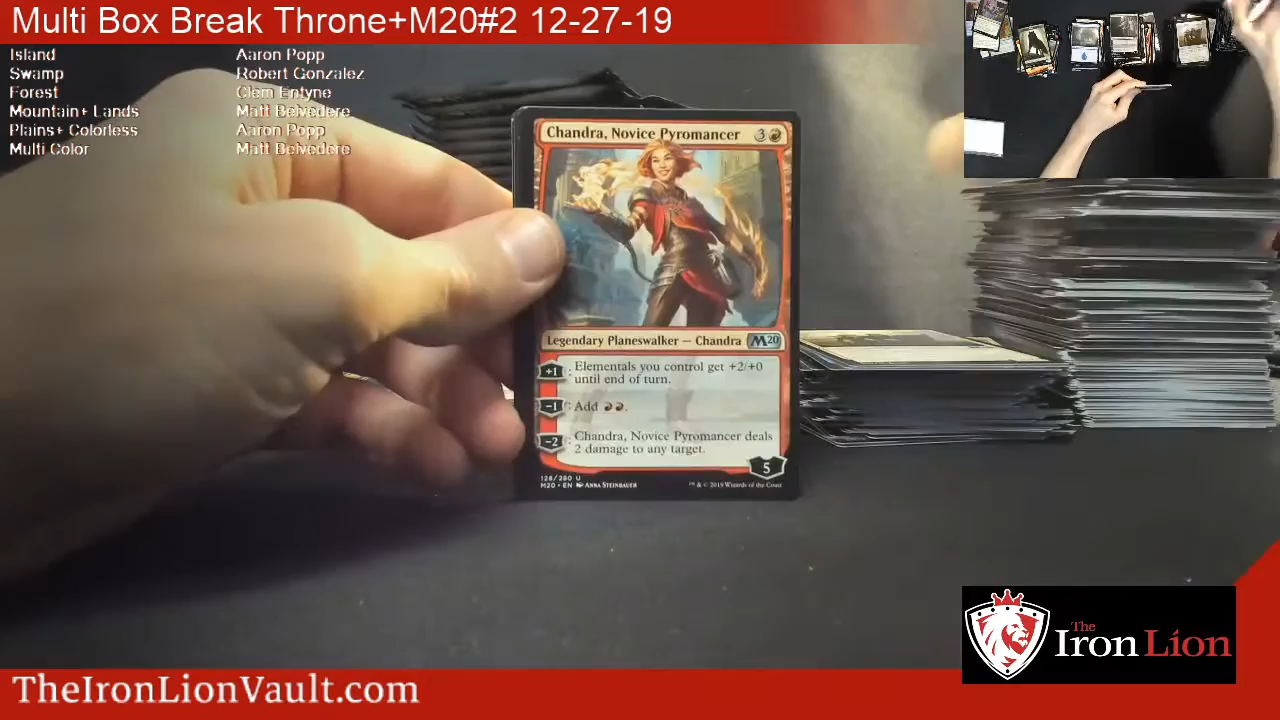 Multi Box Break Throne+M20#2 12-27-19
Island Aaron Popp
Swamp Robert Gonzalez
Forest Clem Entyne
Mountain+ Lands Matt Belvedere
Plains+ Colorless Aaron Popp
Multi Color Matt Belvedere
Chandra, Novice Pyromancer 3
Legendary Planeswalker — Chandra M20
+1 : Elementals you control get +2/+0
until end of turn.
-1 : Add
-2 : Chandra, Novice Pyromancer deals
2 damage to any target.
5
128/280 U
M20 • EN Anna Steinbauer ™ & © 2019 Wizards of the Coast
The
Iron Lion
TheIronLionVault.com